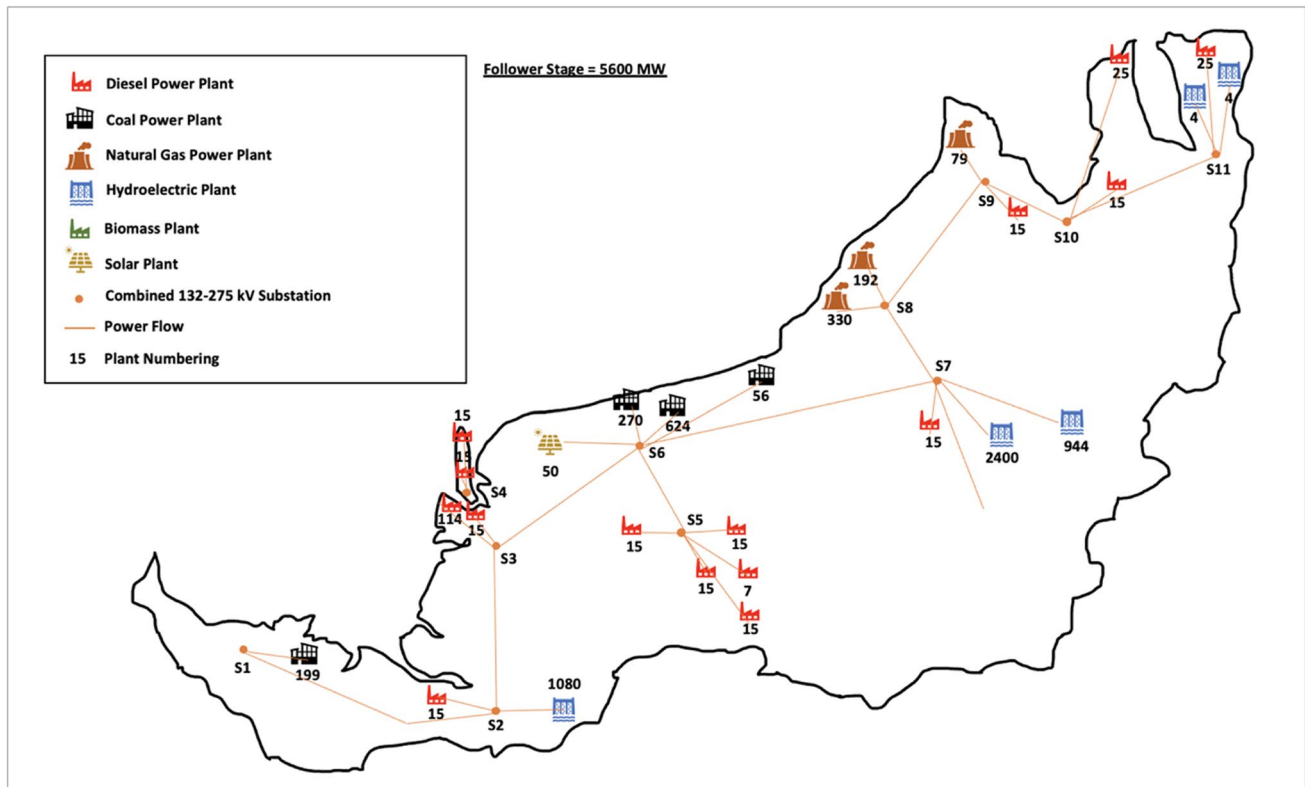 Follower Stage = 5600 MW
Diesel Power Plant
Coal Power Plant
Natural Gas Power Plant
Hydroelectric Plant
Biomass Plant
Solar Plant
Combined 132-275 kV Substation
Power Flow
15 Plant Numbering
25
25
4
4
S11
79
S9
15
15
S10
192
330
S8
S7
15
2400
944
56
270
624
50
S6
15
15
S4
114
15
S3
S5
15
15
15
7
15
S1
199
15
S2
1080